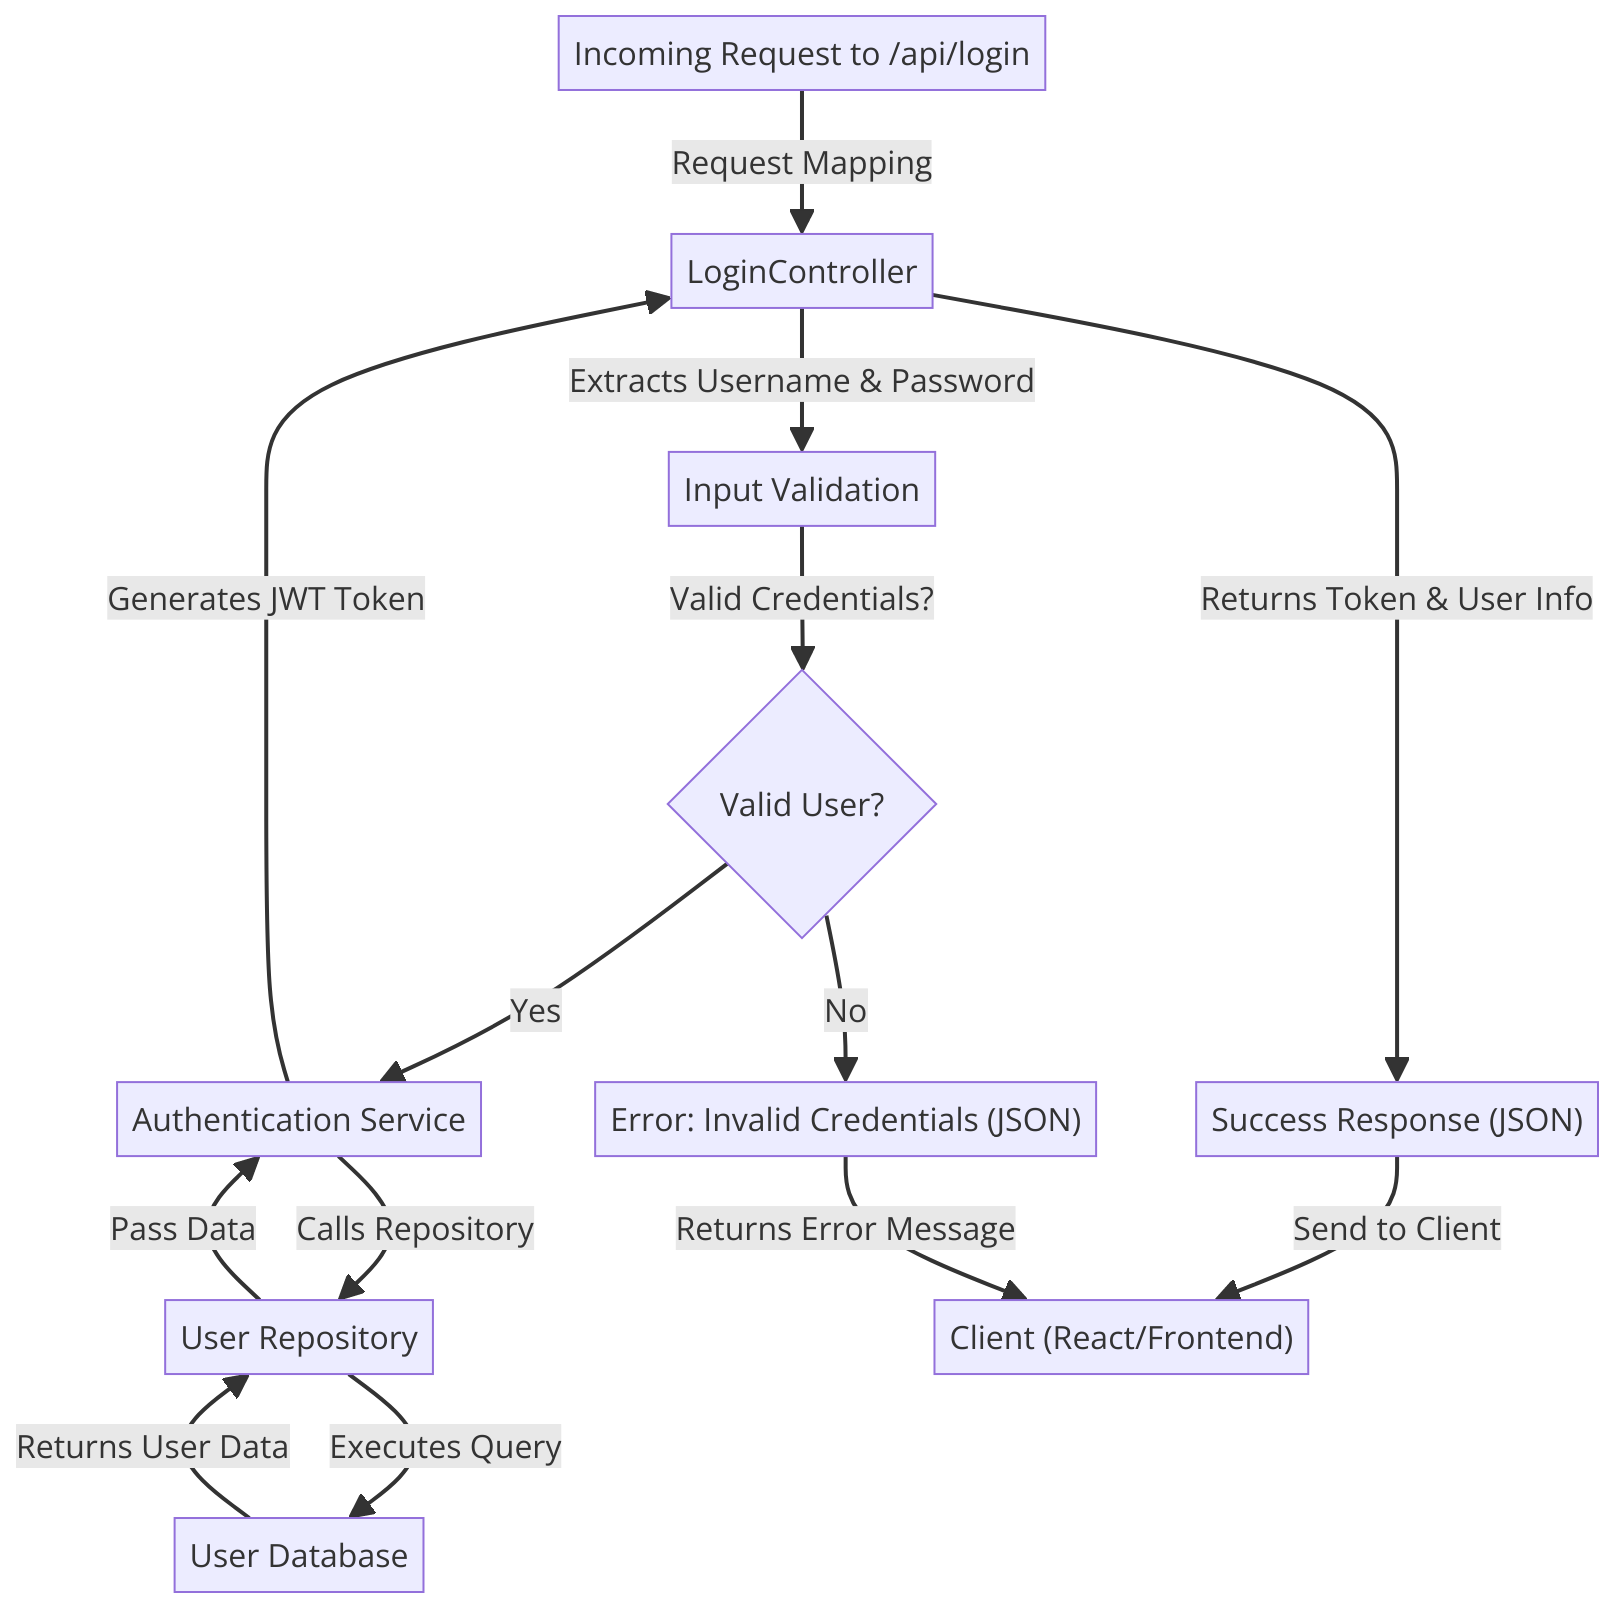 Incoming Request to /api/login
Request Mapping
LoginController
Extracts Username & Password
Input Validation
Generates JWT Token
Valid Credentials?
Returns Token & User Info
Valid User?
Yes
No
Authentication Service
Error: Invalid Credentials (JSON)
Success Response (JSON)
Pass Data
Calls Repository
Returns Error Message
Send to Client
User Repository
Client (React/Frontend)
Returns User Data
Executes Query
User Database